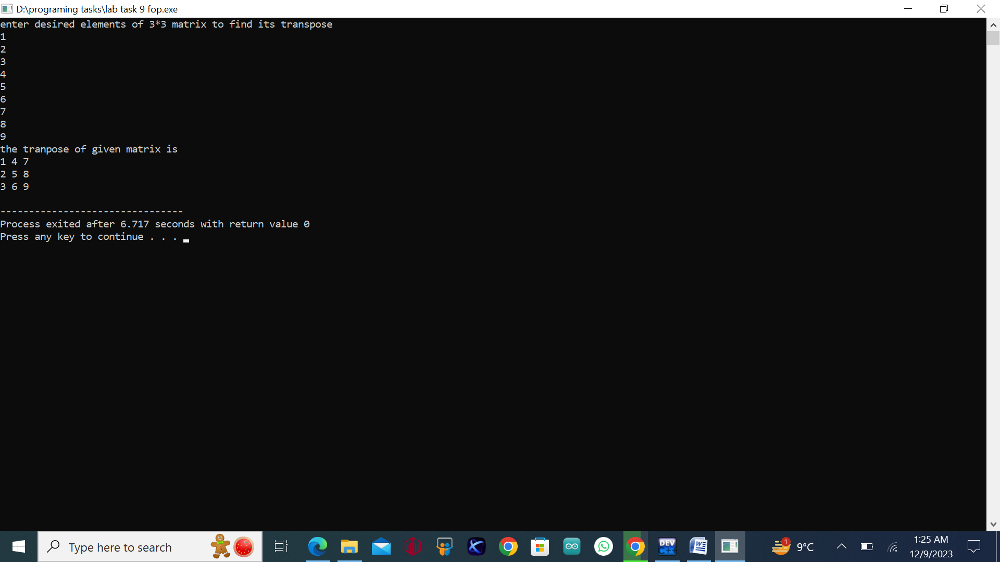 D:\programing tasks\lab task 9 fop.exe
enter desired elements of 3*3 matrix to find its transpose
1
2
3
4
5
6
7
8
9
the tranpose of given matrix is
1 4 7
2 5 8
3 6 9
--------------------------------
Process exited after 6.717 seconds with return value 0
Press any key to continue . . .
Type here to search
DEV
C++
W
1
9°C
1:25 AM
12/9/2023